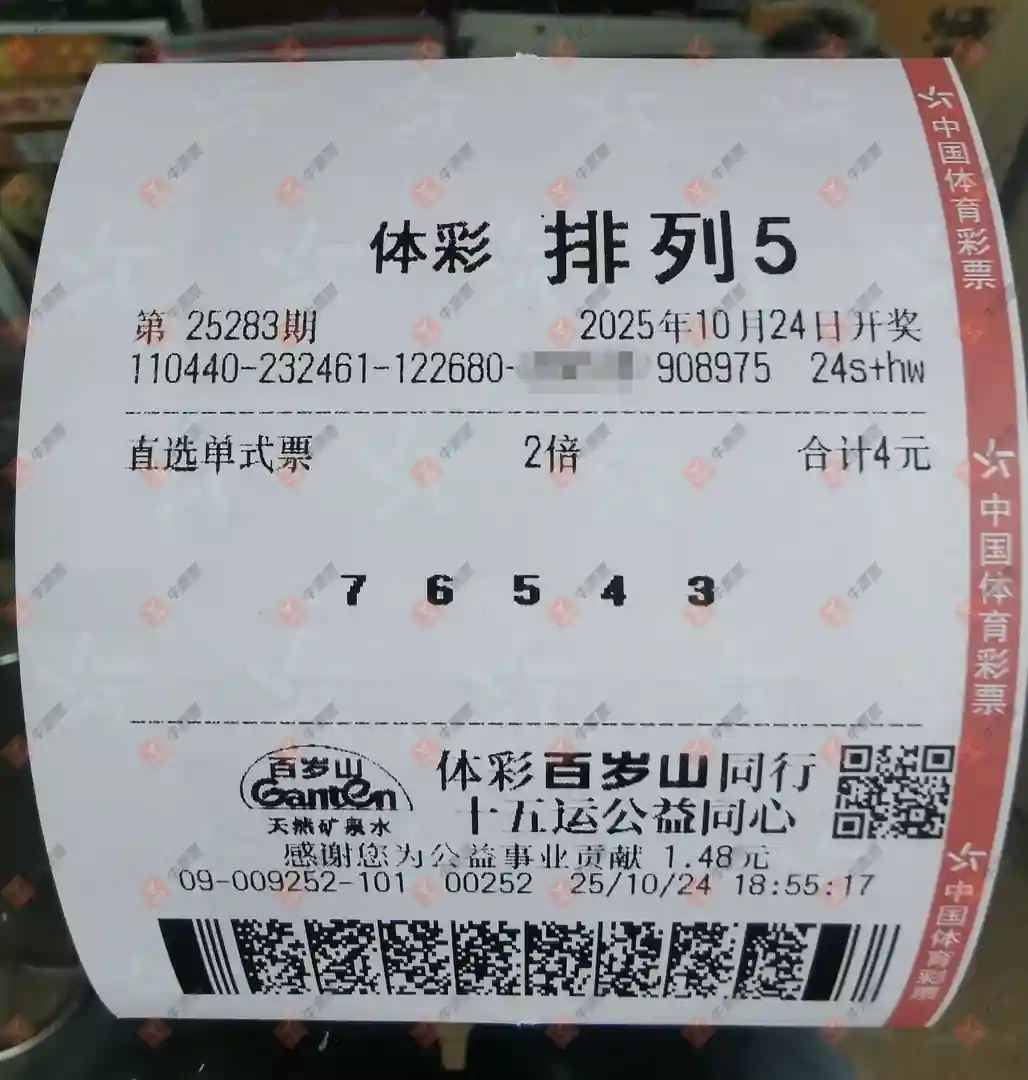 体彩 排列5
第 25283期 2025年10月24日开奖
110440-232461-122680- 908975 24s+hw
直选单式票 2倍 合计4元
7 6 5 4 3
百岁山
Ganten
天然矿泉水
体彩百岁山同行
十五运公益同心
感谢您为公益事业贡献 1.48元
09-009252-101 00252 25/10/24 18:55:17
中国体育彩票
中国体育彩票
中国体育彩票